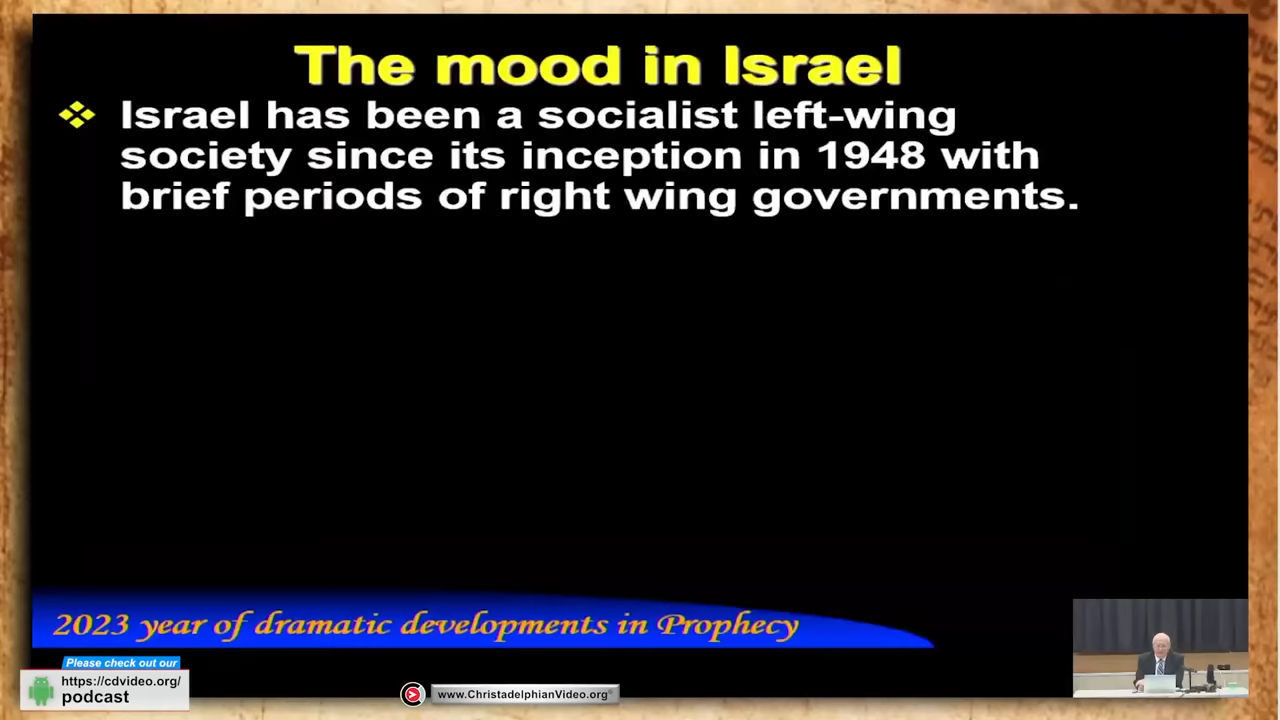 The mood in Israel
Israel has been a socialist left-wing
society since its inception in 1948 with
brief periods of right wing governments.
2023 year of dramatic developments in Prophecy
Please check out our
https://cdvideo.org/
podcast
www.ChristadelphianVideo.org